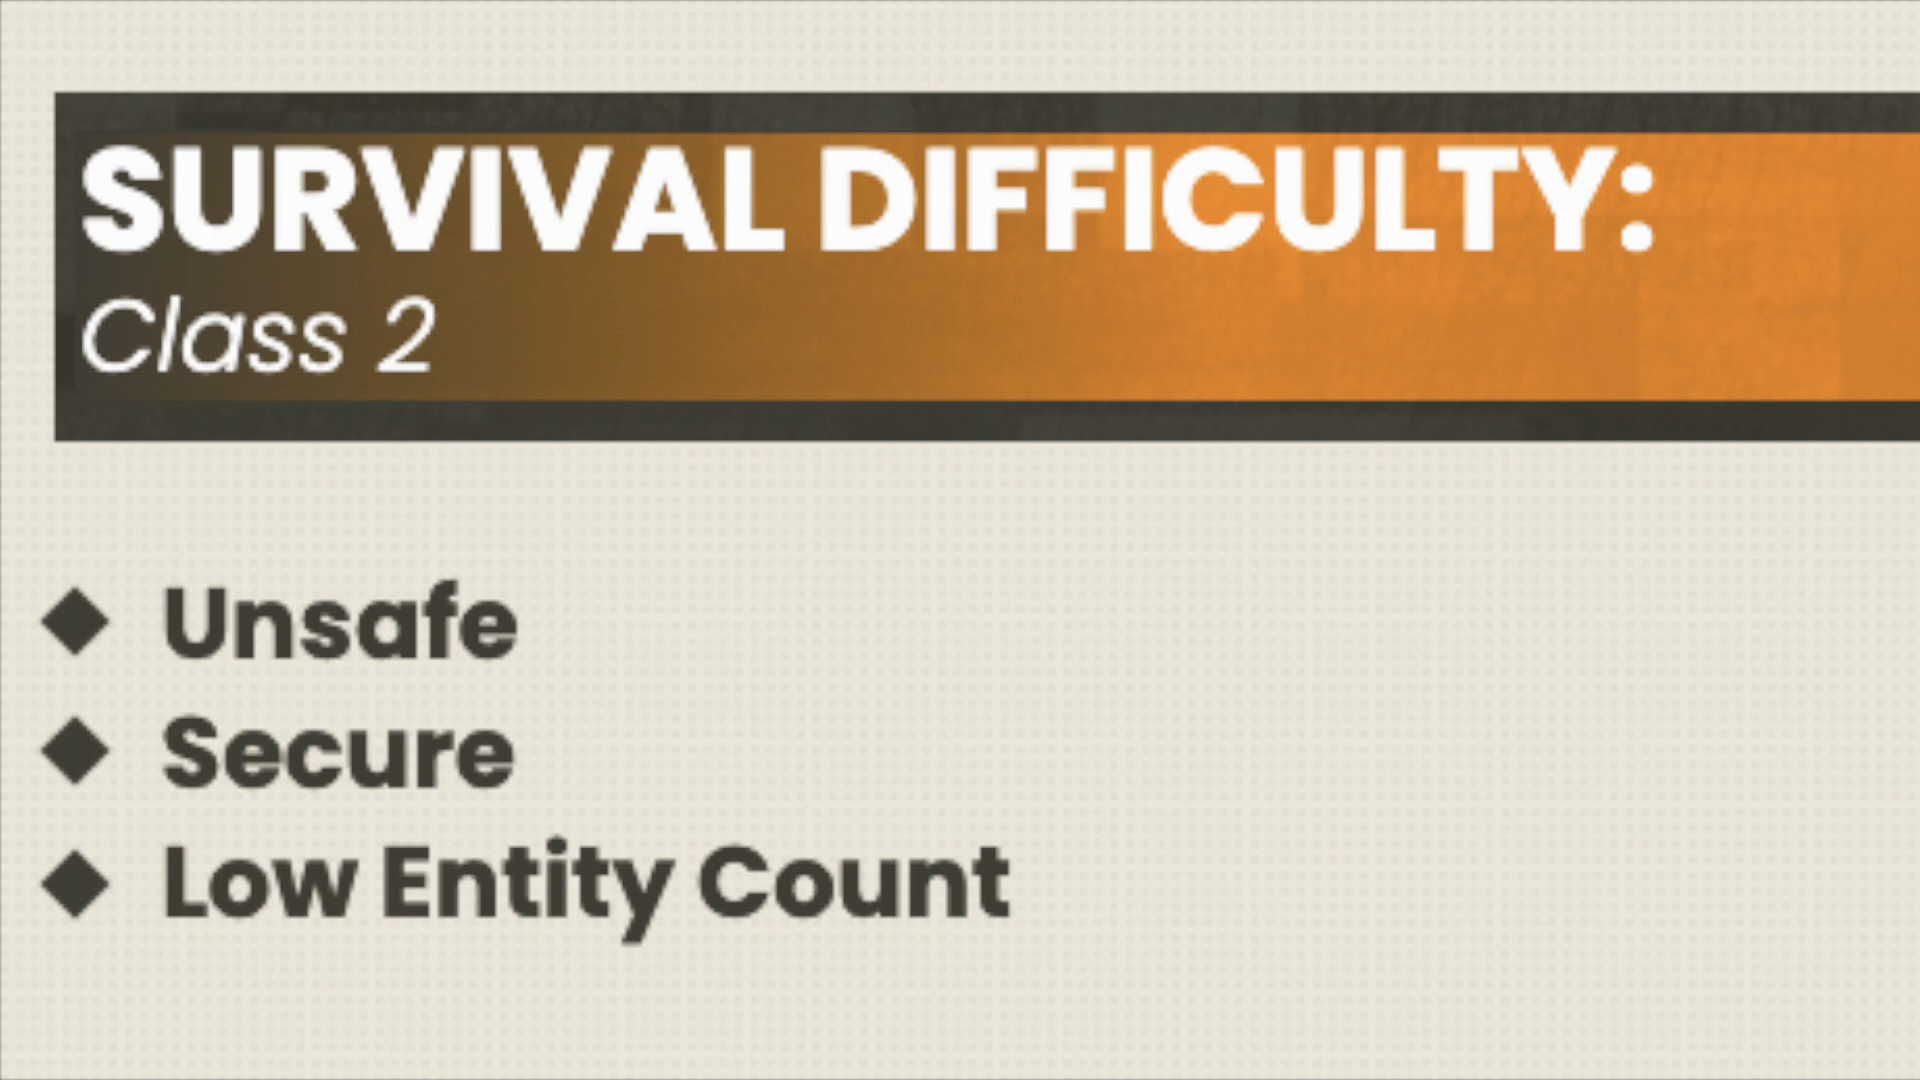 SURVIVAL DIFFICULTY:
Class 2
Unsafe
Secure
Low Entity Count